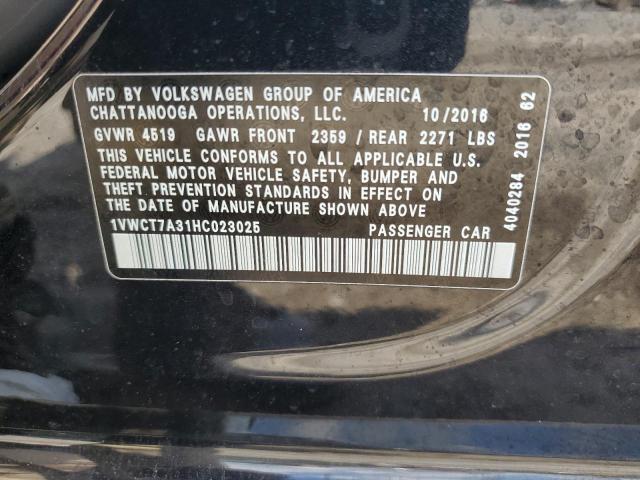 MFD BY VOLKSWAGEN GROUP OF AMERICA
CHATTANOOGA OPERATIONS, LLC. 10/2016
GVWR 4519 GAWR FRONT 2359 / REAR 2271 LBS
THIS VEHICLE CONFORMS TO ALL APPLICABLE U.S.
FEDERAL MOTOR VEHICLE SAFETY, BUMPER AND
THEFT PREVENTION STANDARDS IN EFFECT ON
THE DATE OF MANUFACTURE SHOWN ABOVE
1VWCT7A31HC023025 PASSENGER CAR
4040284 2016 62